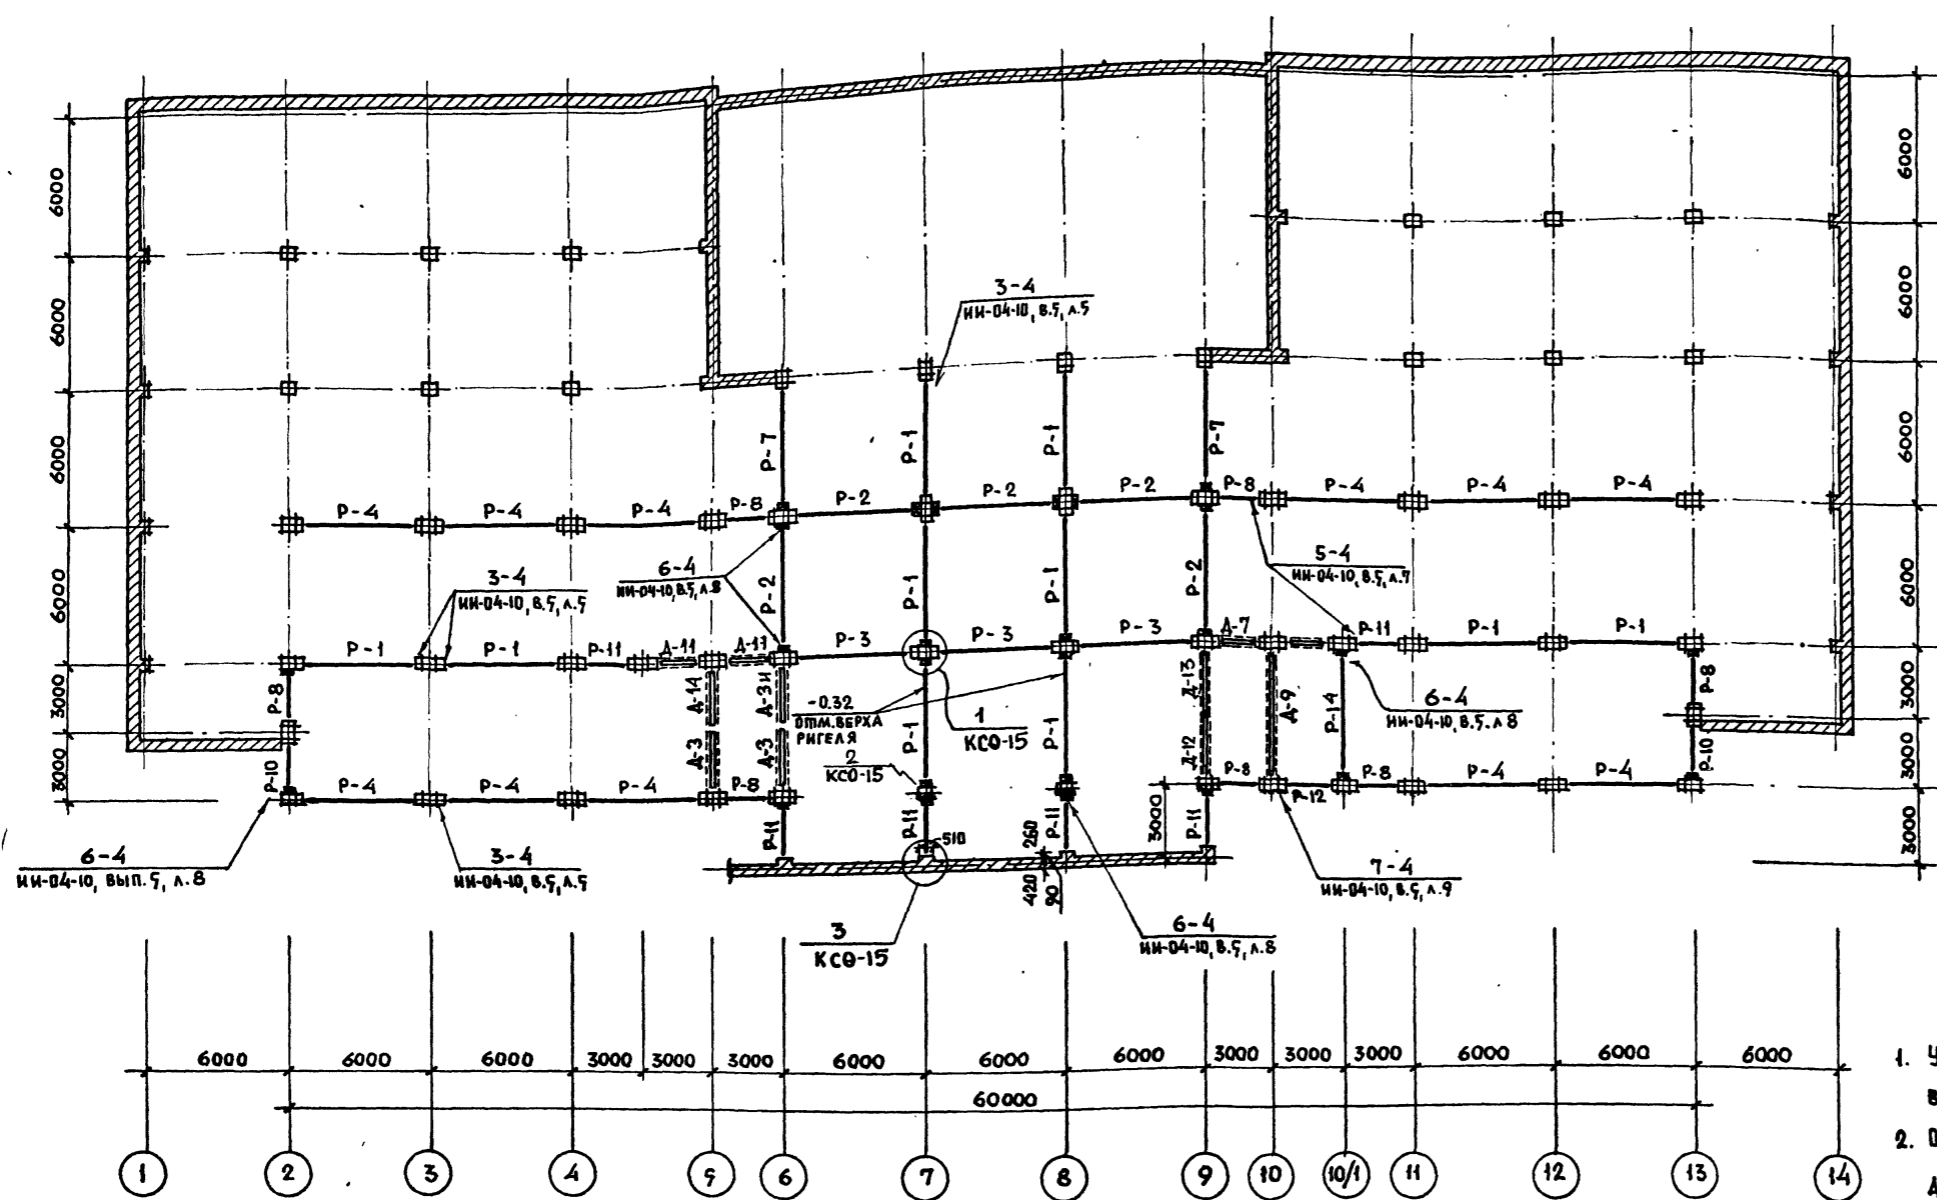 3-4
ИИ-04-10, В.5, Л.5
6000
6000
6000
6000
6000
6000
6000
6000
3000
3000
3000
3000
3000
Р-7
Р-1
Р-1
Р-7
Р-4
Р-4
Р-4
Р-8
Р-2
Р-2
Р-2
Р-8
Р-4
Р-4
Р-4
3-4
ИИ-04-10, В.5, Л.5
6-4
ИИ-04-10, В.5, Л.8
Р-2
Р-1
Р-1
Р-2
5-4
ИИ-04-10, В.5, Л.7
Р-1
Р-1
Р-11
Д-11
Д-11
Р-3
Р-3
Р-3
Д-7
Р-11
Р-1
Р-1
Р-8
Д-14
Д-3И
-0.32
ОТМ. ВЕРХА
РИГЕЛЯ
1
КС0-15
Д-13
Д-9
Р-14
6-4
ИИ-04-10, В.5, Л 8
Р-8
Р-10
Д-3
Д-3
2
КС0-15
Р-1
Р-1
Д-12
Р-10
Р-4
Р-4
Р-4
Р-8
Р-8
Р-12
Р-8
Р-4
Р-4
Р-11
Р-11
510
Р-11
260
420
90
3000
Р-11
6-4
ИИ-04-10, ВЫП. 5, Л.8
3-4
ИИ-04-10, В.5, Л.5
7-4
ИИ-04-10, В.5, Л.9
3
КС0-15
6-4
ИИ-04-10, В.5, Л.8
6000 6000 6000 3000 3000 3000 6000 6000 6000 3000 3000 3000 6000 6000 6000
60000
1.
2.
1 2 3 4 5 6 7 8 9 10 10/1 11 12 13 14